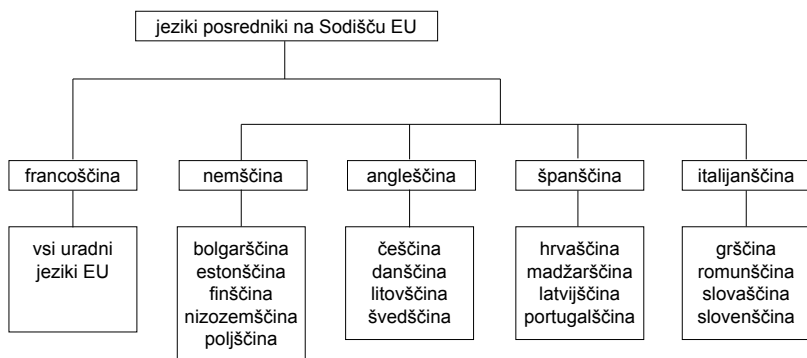 jeziki posredniki na Sodišču EU
francoščina
nemščina
angleščina
španščina
italijanščina
vsi uradni
jeziki EU
bolgarščina
estonščina
finščina
nizozemščina
poljščina
češčina
danščina
litovščina
švedščina
hrvaščina
madžarščina
latvijščina
portugalščina
grščina
romunščina
slovaščina
slovenščina